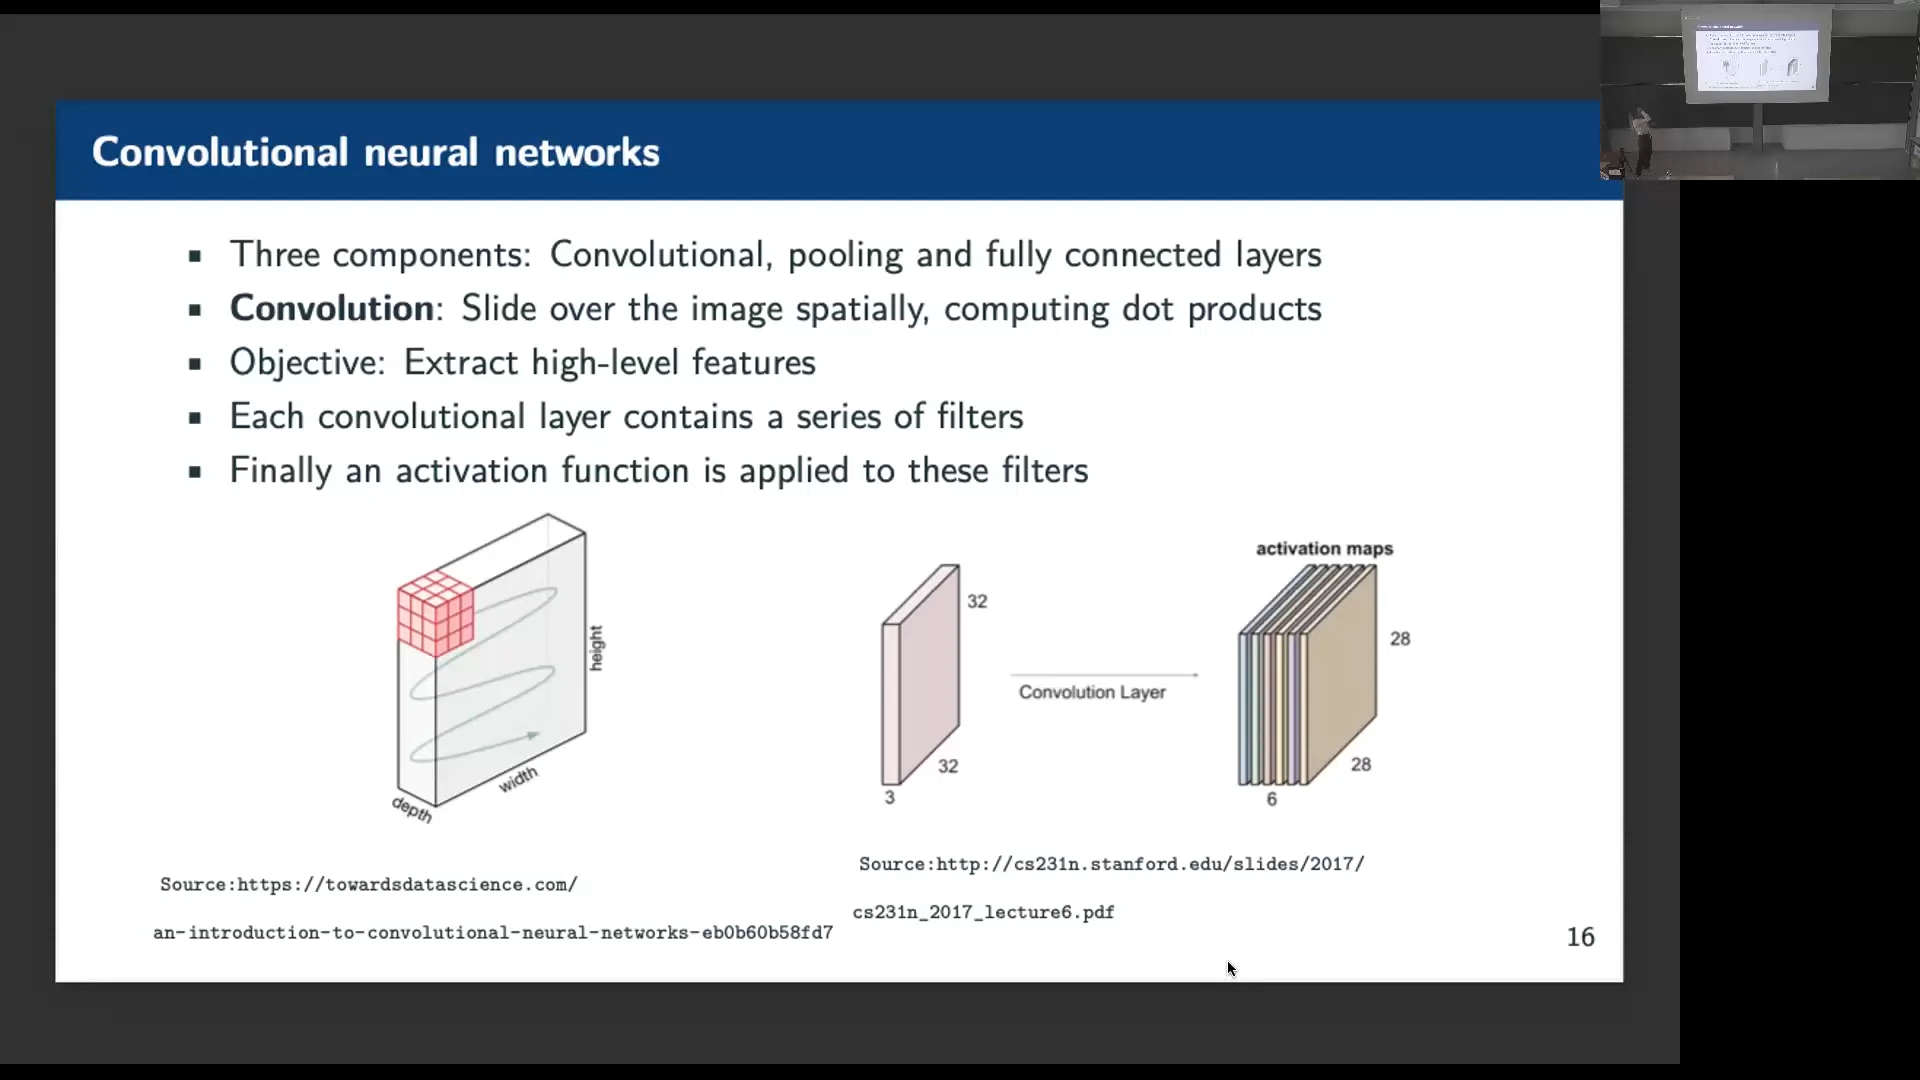 Convolutional neural networks
▪ Three components: Convolutional, pooling and fully connected layers
▪ Convolution: Slide over the image spatially, computing dot products
▪ Objective: Extract high-level features
▪ Each convolutional layer contains a series of filters
▪ Finally an activation function is applied to these filters
height
width
depth
32
32
3
Convolution Layer
activation maps
28
28
6
Source:https://towardsdatascience.com/
an-introduction-to-convolutional-neural-networks-eb0b60b58fd7
Source:http://cs231n.stanford.edu/slides/2017/
cs231n_2017_lecture6.pdf
16